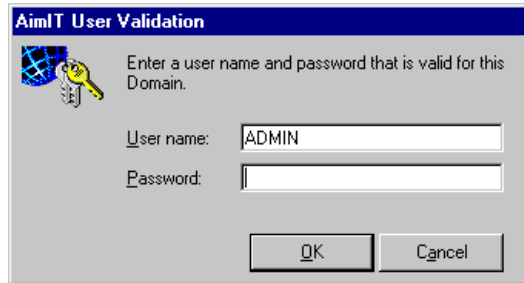 AimIT User Validation
Enter a user name and password that is valid for this
Domain.
User name: ADMIN
Password:
OK Cancel